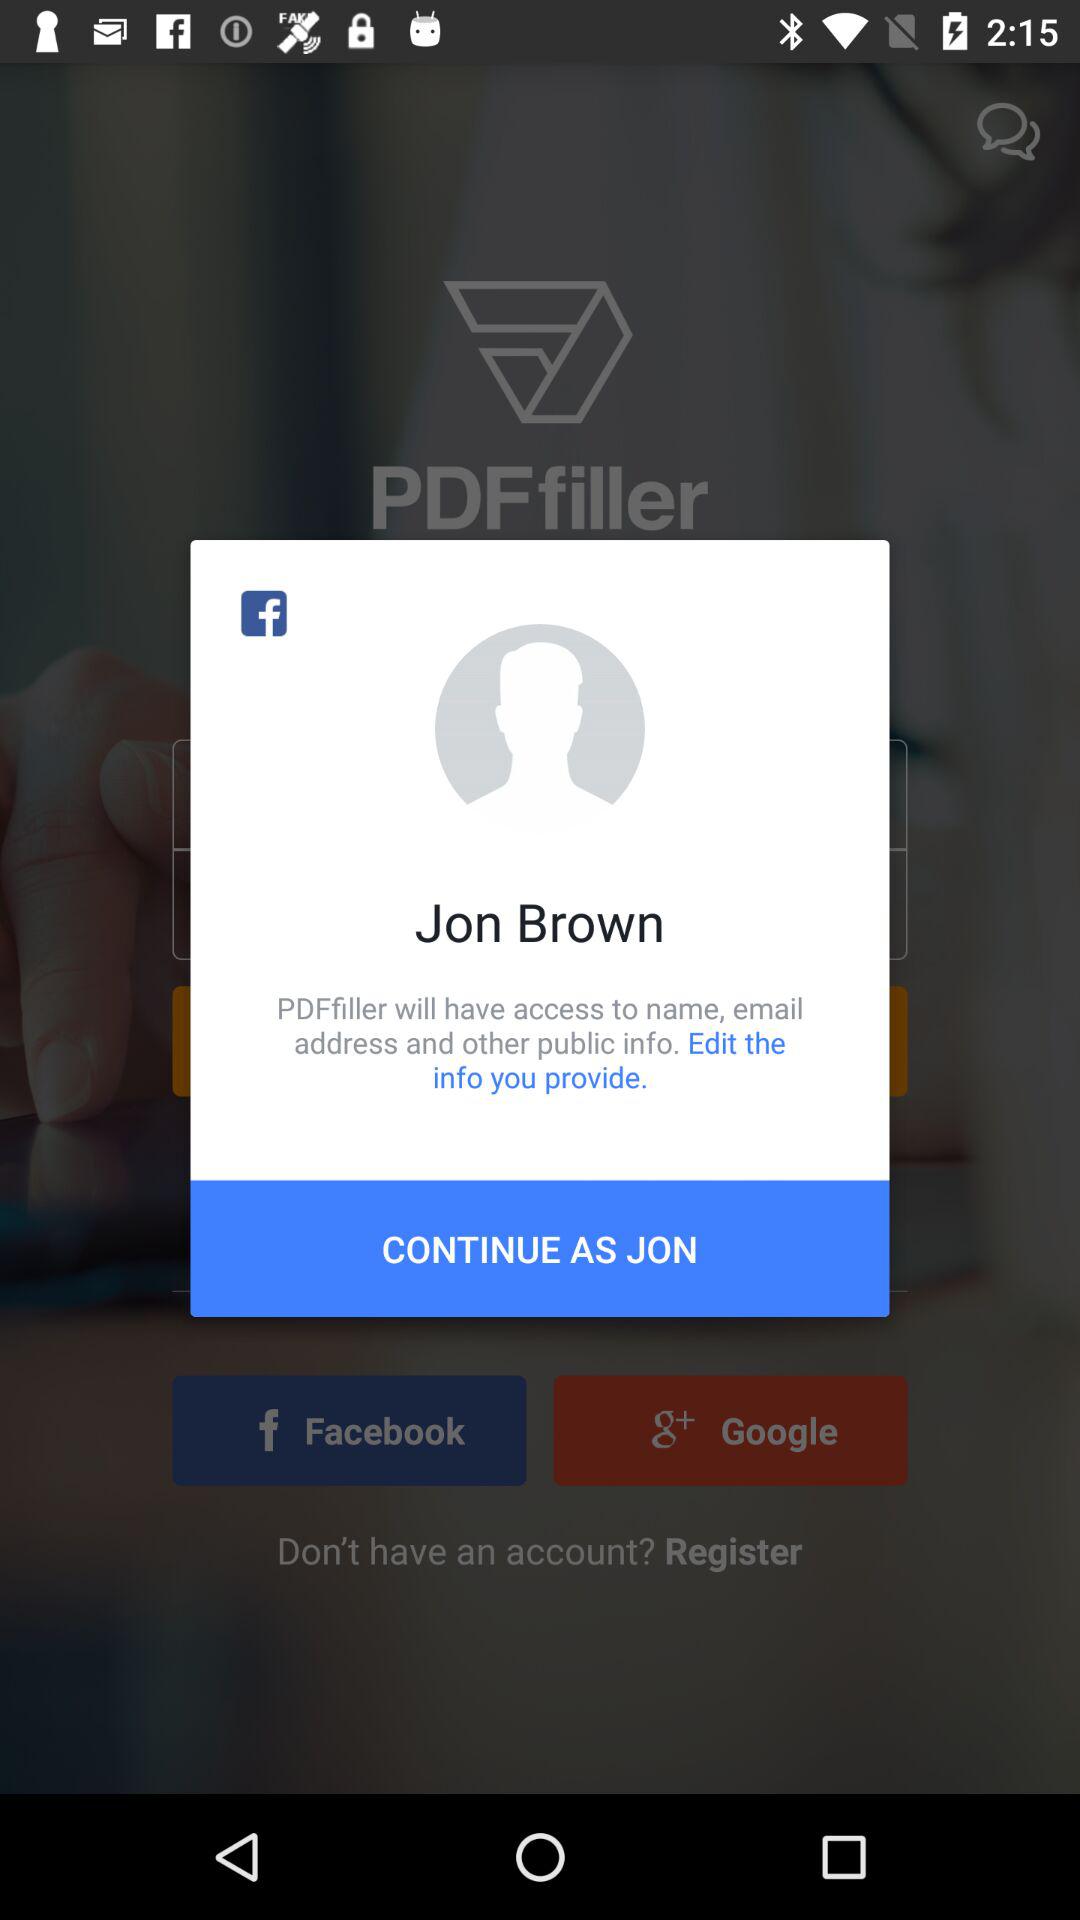 FAKE
2:15
PDFfiller
Jon Brown
PDFfiller will have access to name, email
address and other public info. Edit the
info you provide.
CONTINUE AS JON
Facebook
g+ Google
Don’t have an account? Register